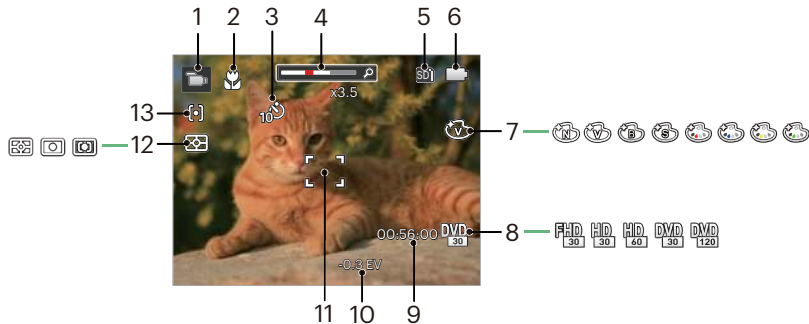 1 2 3 4 5 6
SD
x3.5
13
10
V 7 N V B S
12
00:56:00 DVD 30 8 FHD 30 HD 30 HD 60 DVD 30 DVD 120
-0.3 EV
11 10 9